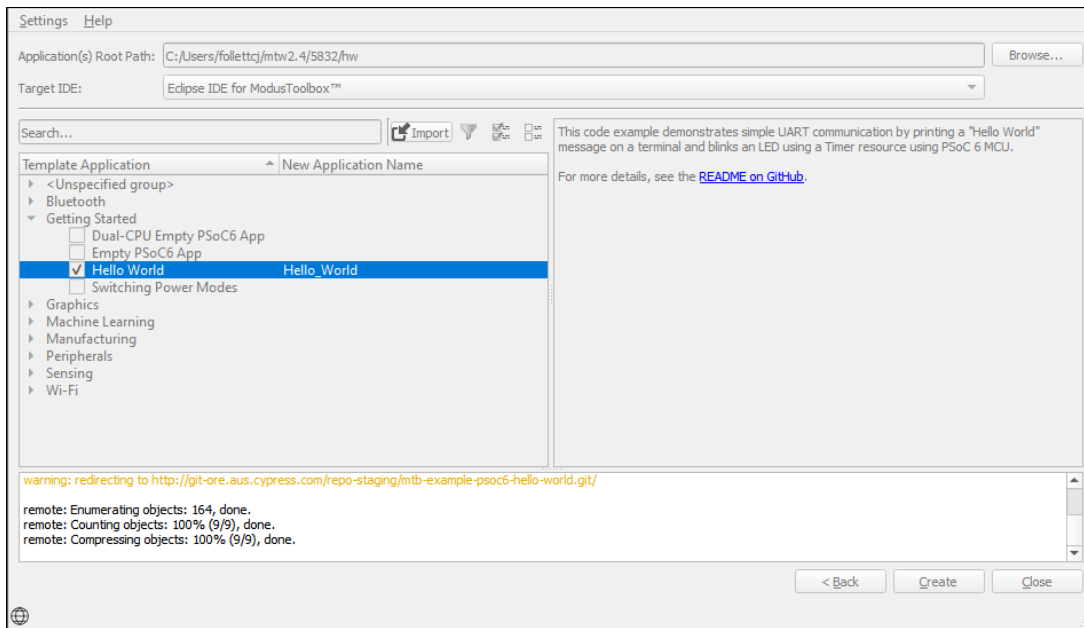 Settings Help
Application(s) Root Path: C:/Users/follettcj/mtw2.4/5832/hw Browse...
Target IDE: Eclipse IDE for ModusToolbox™
Search... Import
Template Application New Application Name
<Unspecified group>
Bluetooth
Getting Started
Dual-CPU Empty PSoC6 App
Empty PSoC6 App
Hello World Hello_World
Switching Power Modes
Graphics
Machine Learning
Manufacturing
Peripherals
Sensing
Wi-Fi
This code example demonstrates simple UART communication by printing a "Hello World"
message on a terminal and blinks an LED using a Timer resource using PSoC 6 MCU.
For more details, see the README on GitHub.
warning: redirecting to http://git-ore.aus.cypress.com/repo-staging/mtb-example-psoc6-hello-world.git/
remote: Enumerating objects: 164, done.
remote: Counting objects: 100% (9/9), done.
remote: Compressing objects: 100% (9/9), done.
< Back Create Close